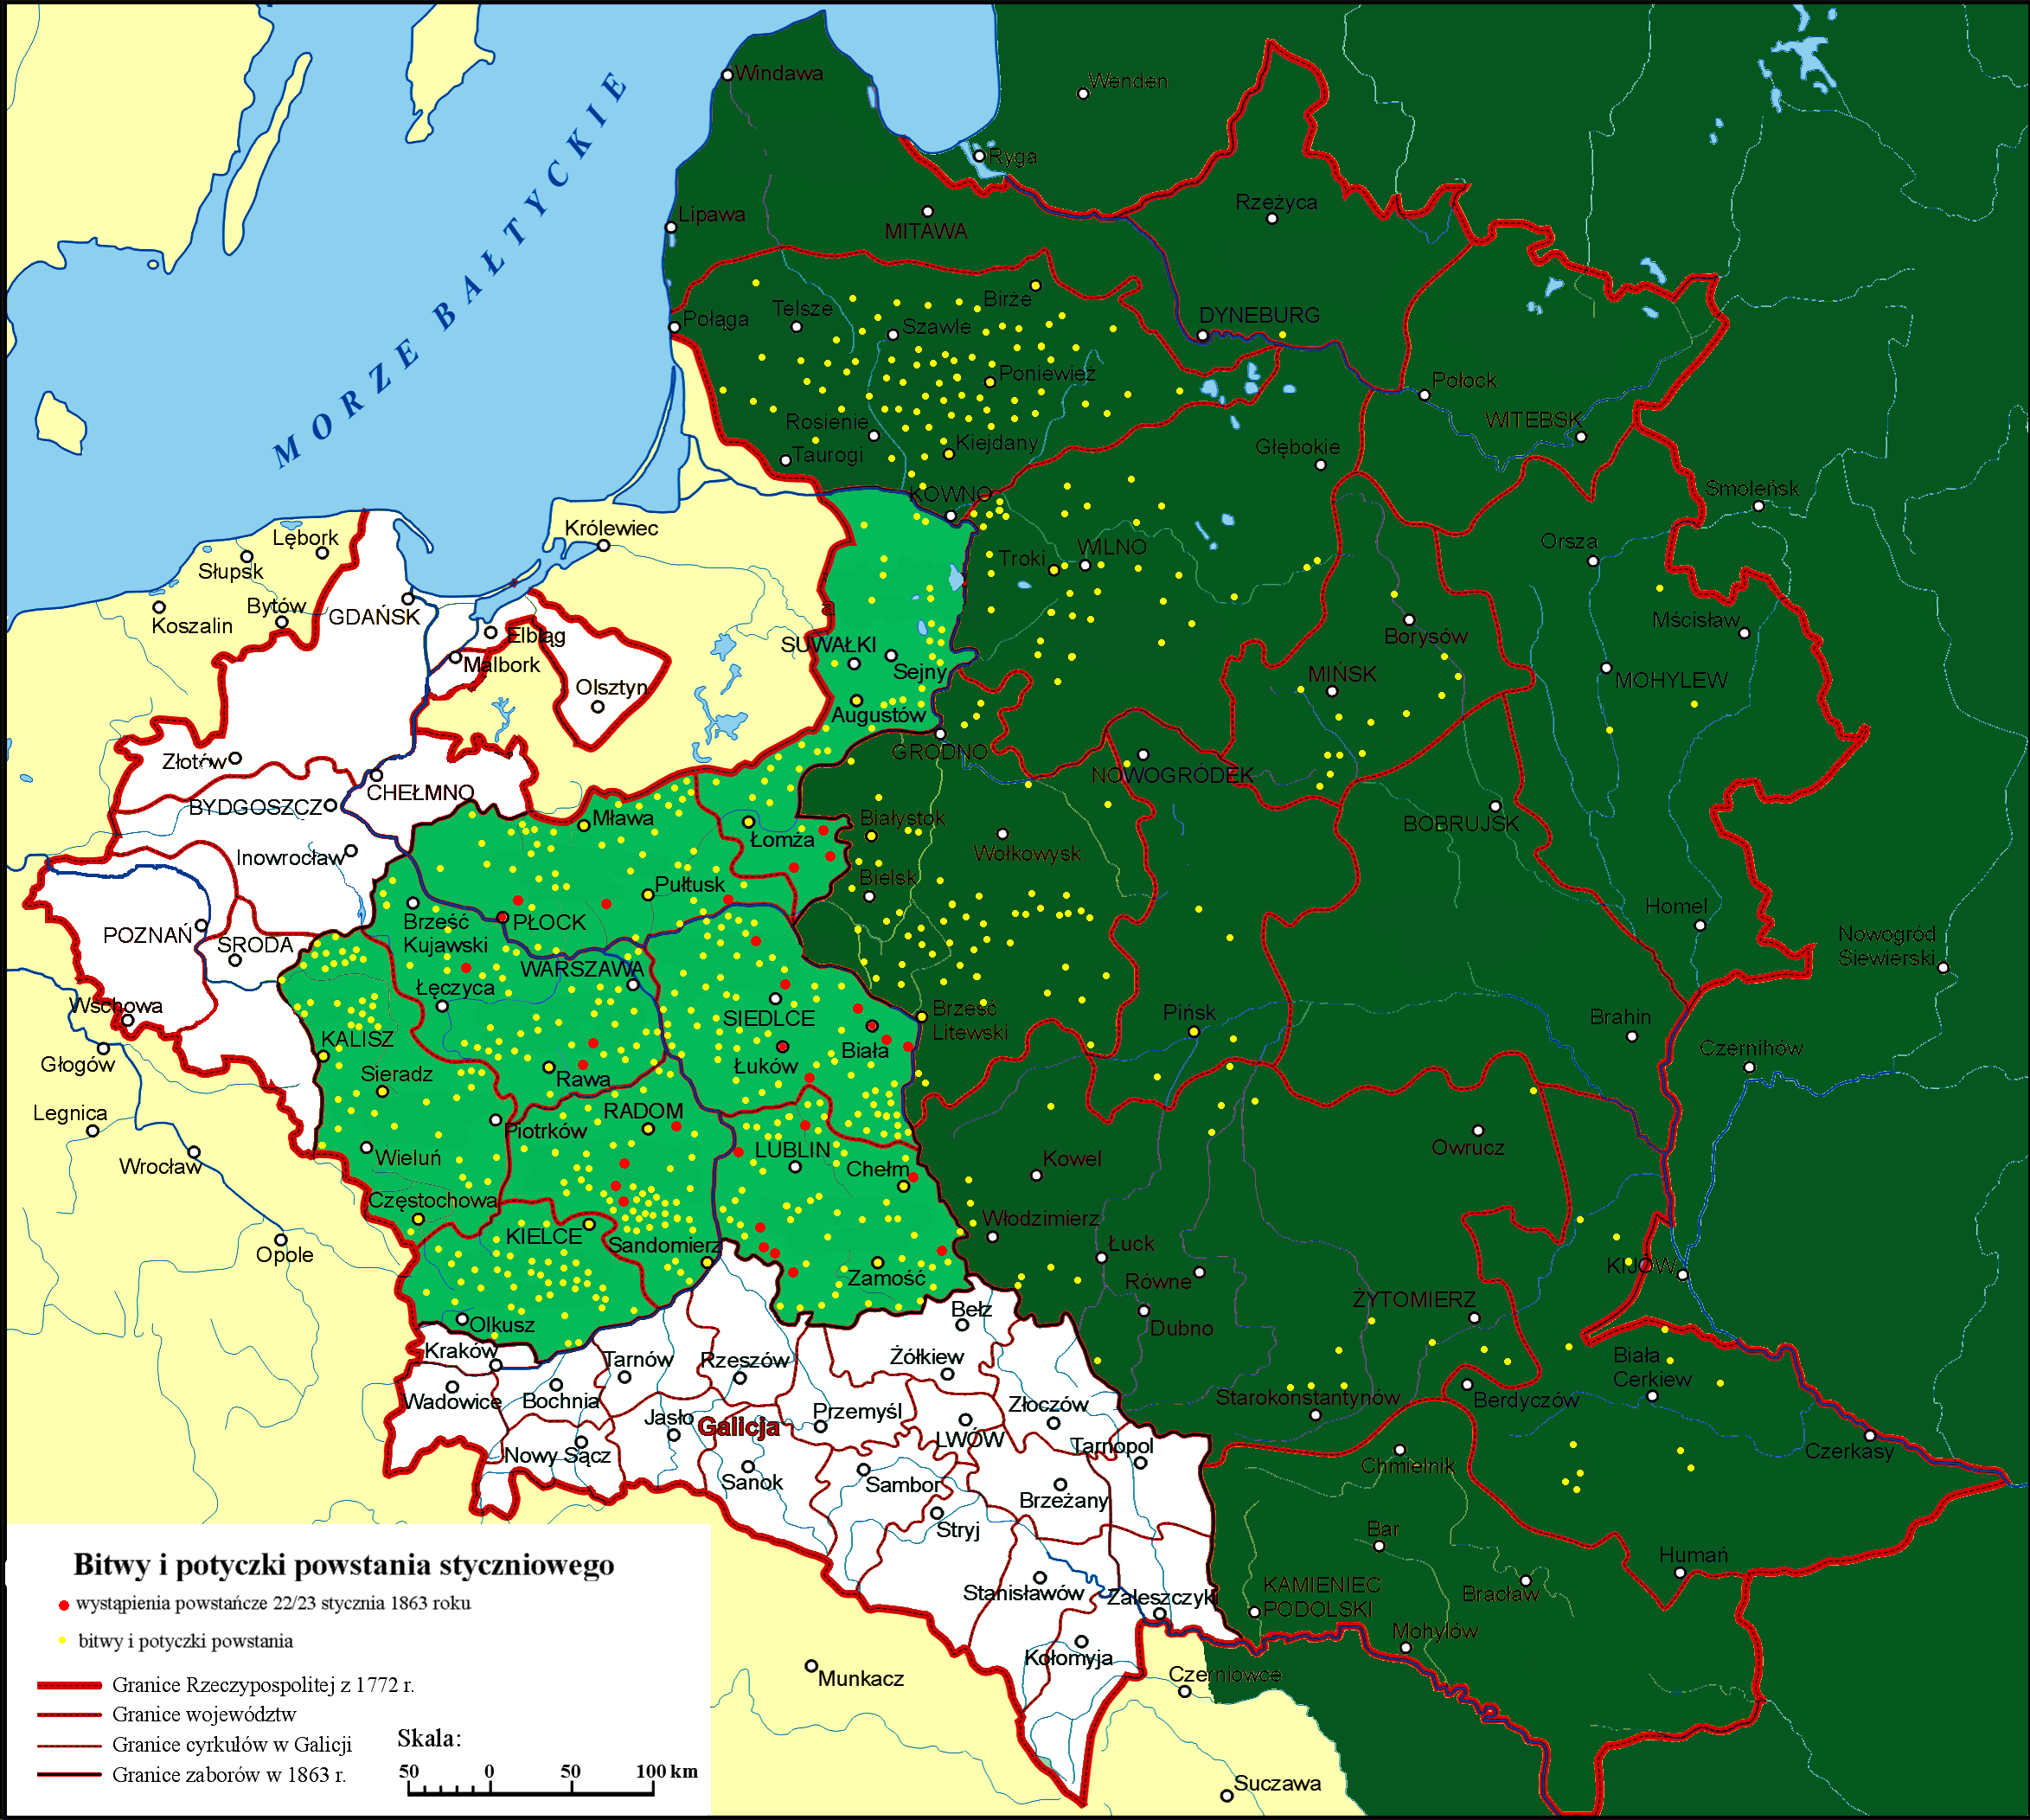 MORZE BAŁTYCKIE
Windawa
Wenden
Ryga
Lipawa
MITAWA
Rzeżyca
Połąga
Telsze
Szawle
Birże
DYNEBURG
Poniewież
Połock
WITEBSK
Rosienie
Kiejdany
Taurogi
Głębokie
KOWNO
Smoleńsk
Królewiec
Lębork
Słupsk
Troki
WILNO
Orsza
Bytów
GDAŃSK
Koszalin
a
Elbląg
Malbork
SUWAŁKI
Sejny
Borysów
Mścisław
Olsztyn
MIŃSK
MOHYLEW
Augustów
GRODNO
Złotów
NOWOGRÓDEK
CHEŁMNO
BYDGOSZCZ
Mława
Białystok
BOBRUJSK
Łomża
Wołkowysk
Inowrocław
Bielsk
Pułtusk
Brześć
Kujawski
PŁOCK
Homel
POZNAŃ
ŚRODA
Nowogród
Siewierski
WARSZAWA
Łęczyca
Wschowa
SIEDLCE
Brześć
Litewski
Pińsk
Brahin
KALISZ
Biała
Głogów
Łuków
Czernihów
Sieradz
Rawa
Legnica
RADOM
Piotrków
LUBLIN
Owrucz
Wrocław
Wieluń
Chełm
Kowel
Częstochowa
Włodzimierz
KIELCE
Sandomierz
Opole
Łuck
KIJÓW
Zamość
Równe
ŻYTOMIERZ
Olkusz
Bełz
Dubno
Kraków
Tarnów
Rzeszów
Żółkiew
Biała
Cerkiew
Wadowice
Bochnia
Starokonstantynów
Berdyczów
Jasło
Galicja
Przemyśl
Złoczów
LWÓW
Tarnopol
Czerkasy
Nowy Sącz
Sanok
Sambor
Chmielnik
Brzeżany
Stryj
Bar
Humań
Stanisławów
Zaleszczyki
KAMIENIEC
PODOLSKI
Bracław
Mohylów
Kołomyja
Munkacz
Czerniowce
Suczawa
Bitwy i potyczki powstania styczniowego
wystąpienia powstańcze 22/23 stycznia 1863 roku
bitwy i potyczki powstania
Granice Rzeczypospolitej z 1772 r.
Granice województw
Granice cyrkułów w Galicji
Granice zaborów w 1863 r.
Skala:
50 0 50 100 km